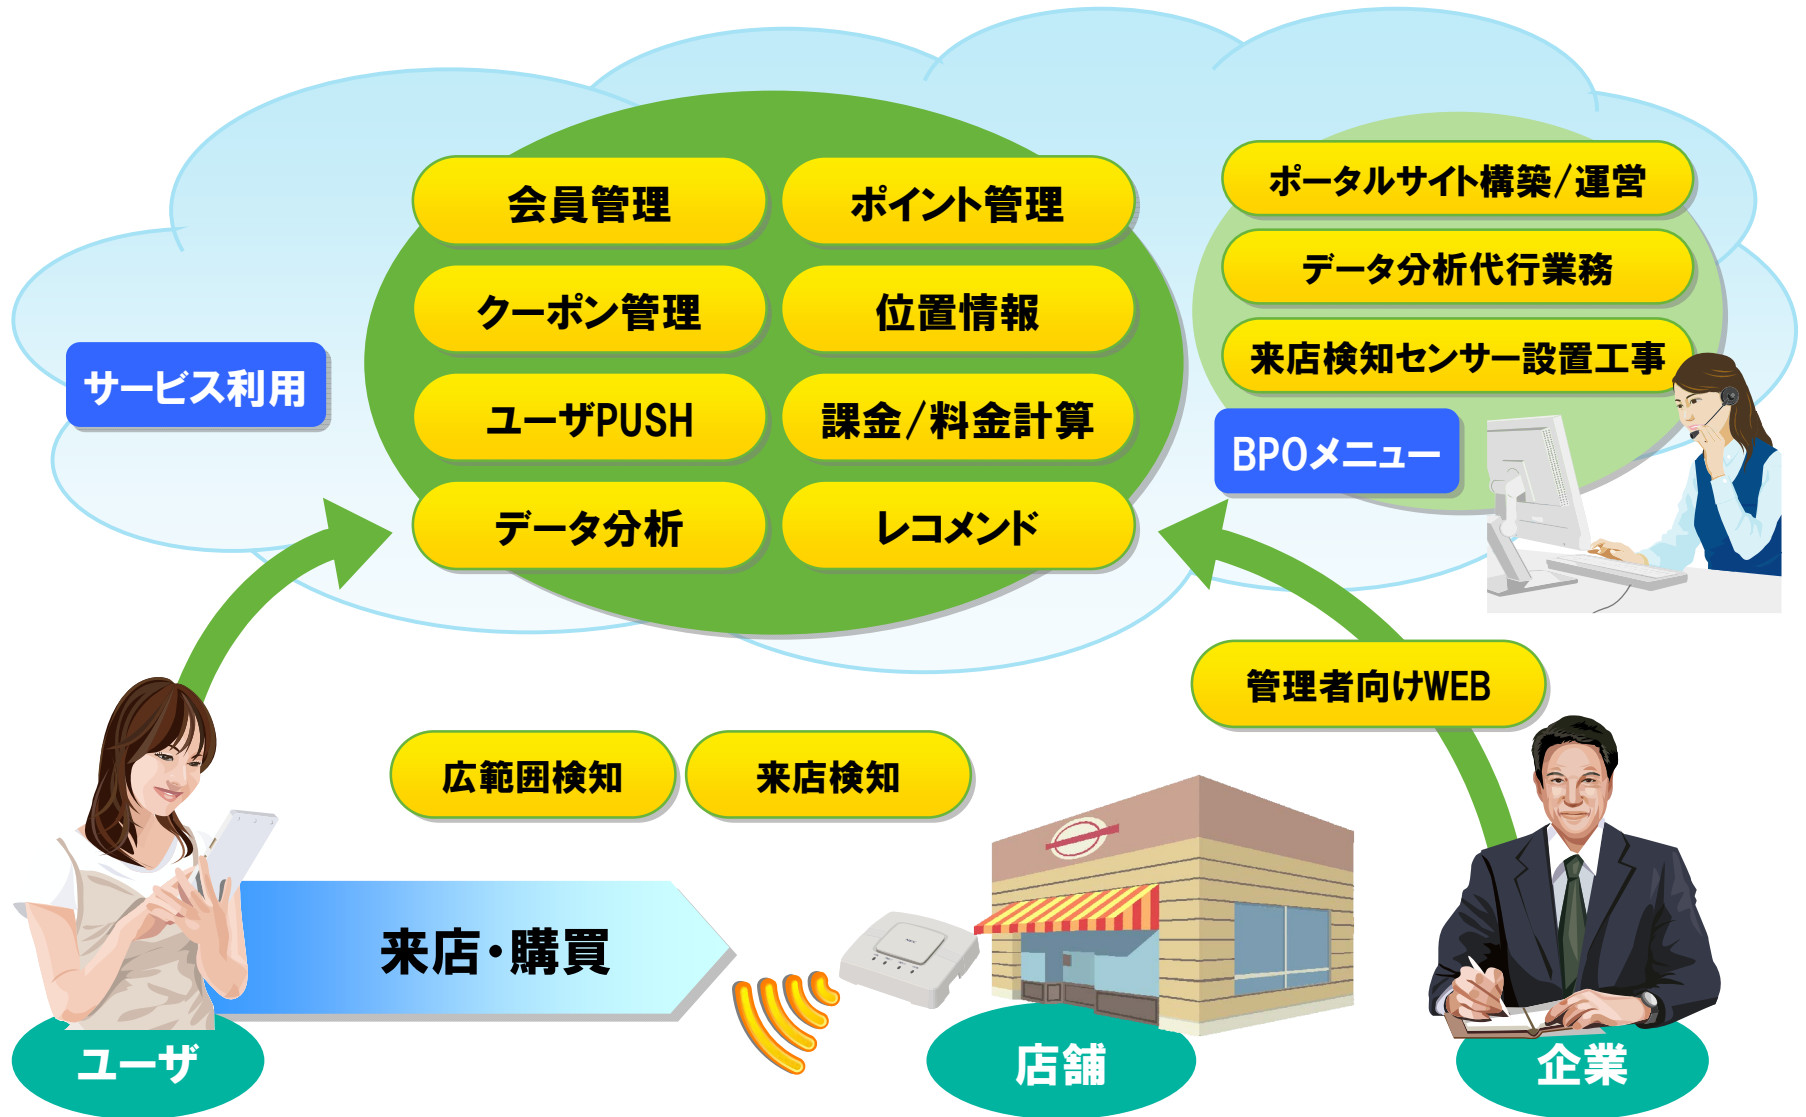 会員管理
ポイント管理
クーポン管理
位置情報
ユーザPUSH
課金/料金計算
データ分析
レコメンド
サービス利用
ポータルサイト構築/運営
データ分析代行業務
来店検知センサー設置工事
BPOメニュー
管理者向けWEB
広範囲検知
来店検知
来店・購買
ユーザ
店舗
企業